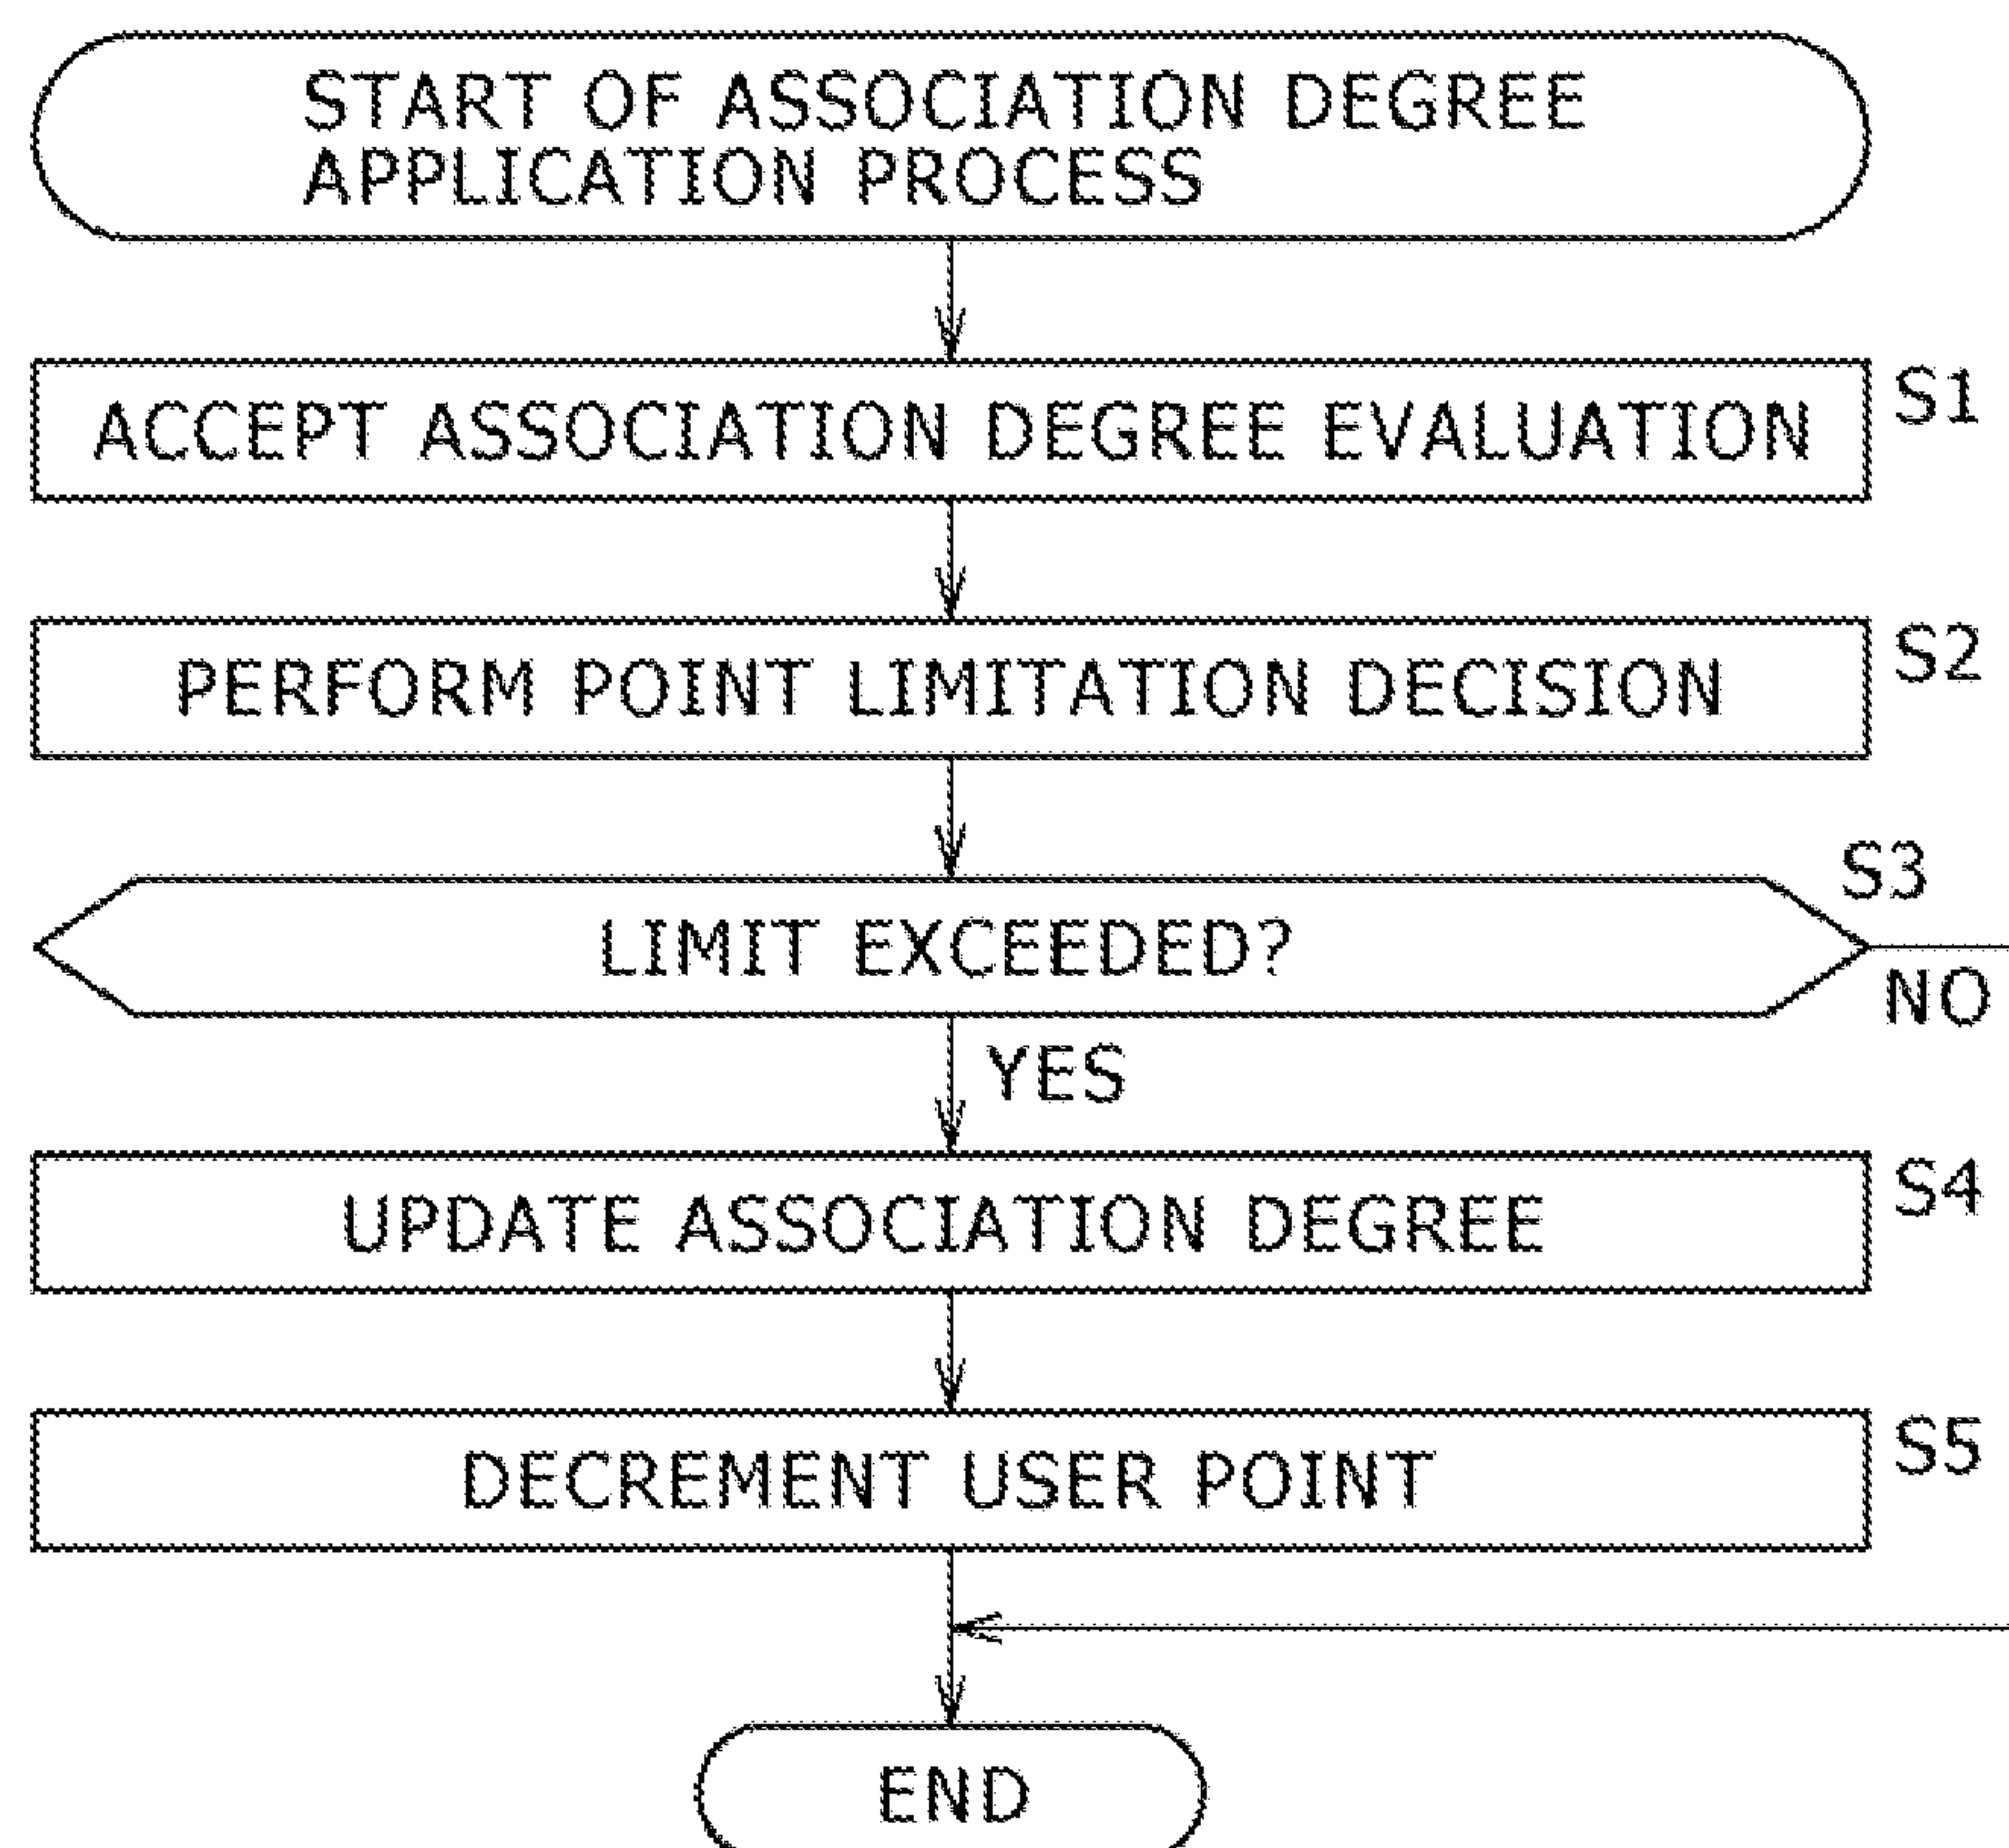 START OF ASSOCIATION DEGREE
APPLICATION PROCESS
ACCEPT ASSOCIATION DEGREE EVALUATION
S1
PERFORM POINT LIMITATION DECISION
S2
S3
LIMIT EXCEEDED?
NO
YES
UPDATE ASSOCIATION DEGREE
S4
DECREMENT USER POINT
S5
END